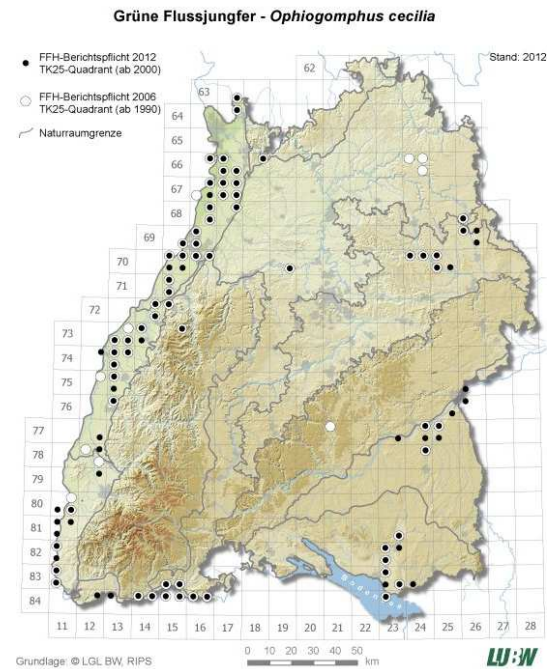 Grüne Flussjungfer - Ophiogomphus cecilia
FFH-Berichtspflicht 2012
TK25-Quadrant (ab 2000)
FFH-Berichtspflicht 2006
TK25-Quadrant (ab 1990)
Naturraumgrenze
Stand: 2012
62
63
64
65
66
67
68
69
70
71
72
73
74
75
76
77
78
79
80
81
82
83
84
Bodensee
11 12 13 14 15 16 17 18 19 20 21 22 23 24 25 26 27 28
Grundlage: © LGL BW, RIPS
0 10 20 30 40 50
km
LUBW